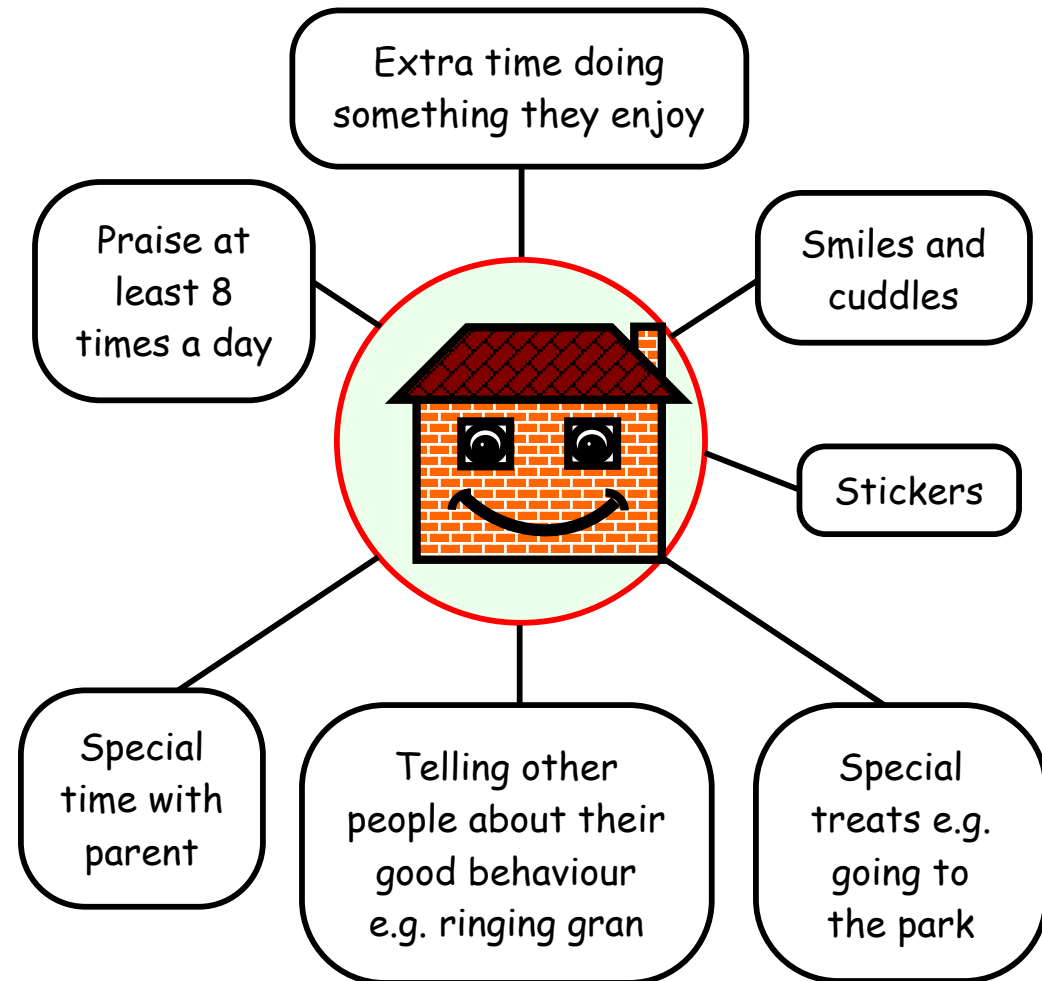 Extra time doing
something they enjoy
Praise at
least 8
times a day
Smiles and
cuddles
Stickers
Special
time with
parent
Telling other
people about their
good behaviour
e.g. ringing gran
Special
treats e.g.
going to
the park